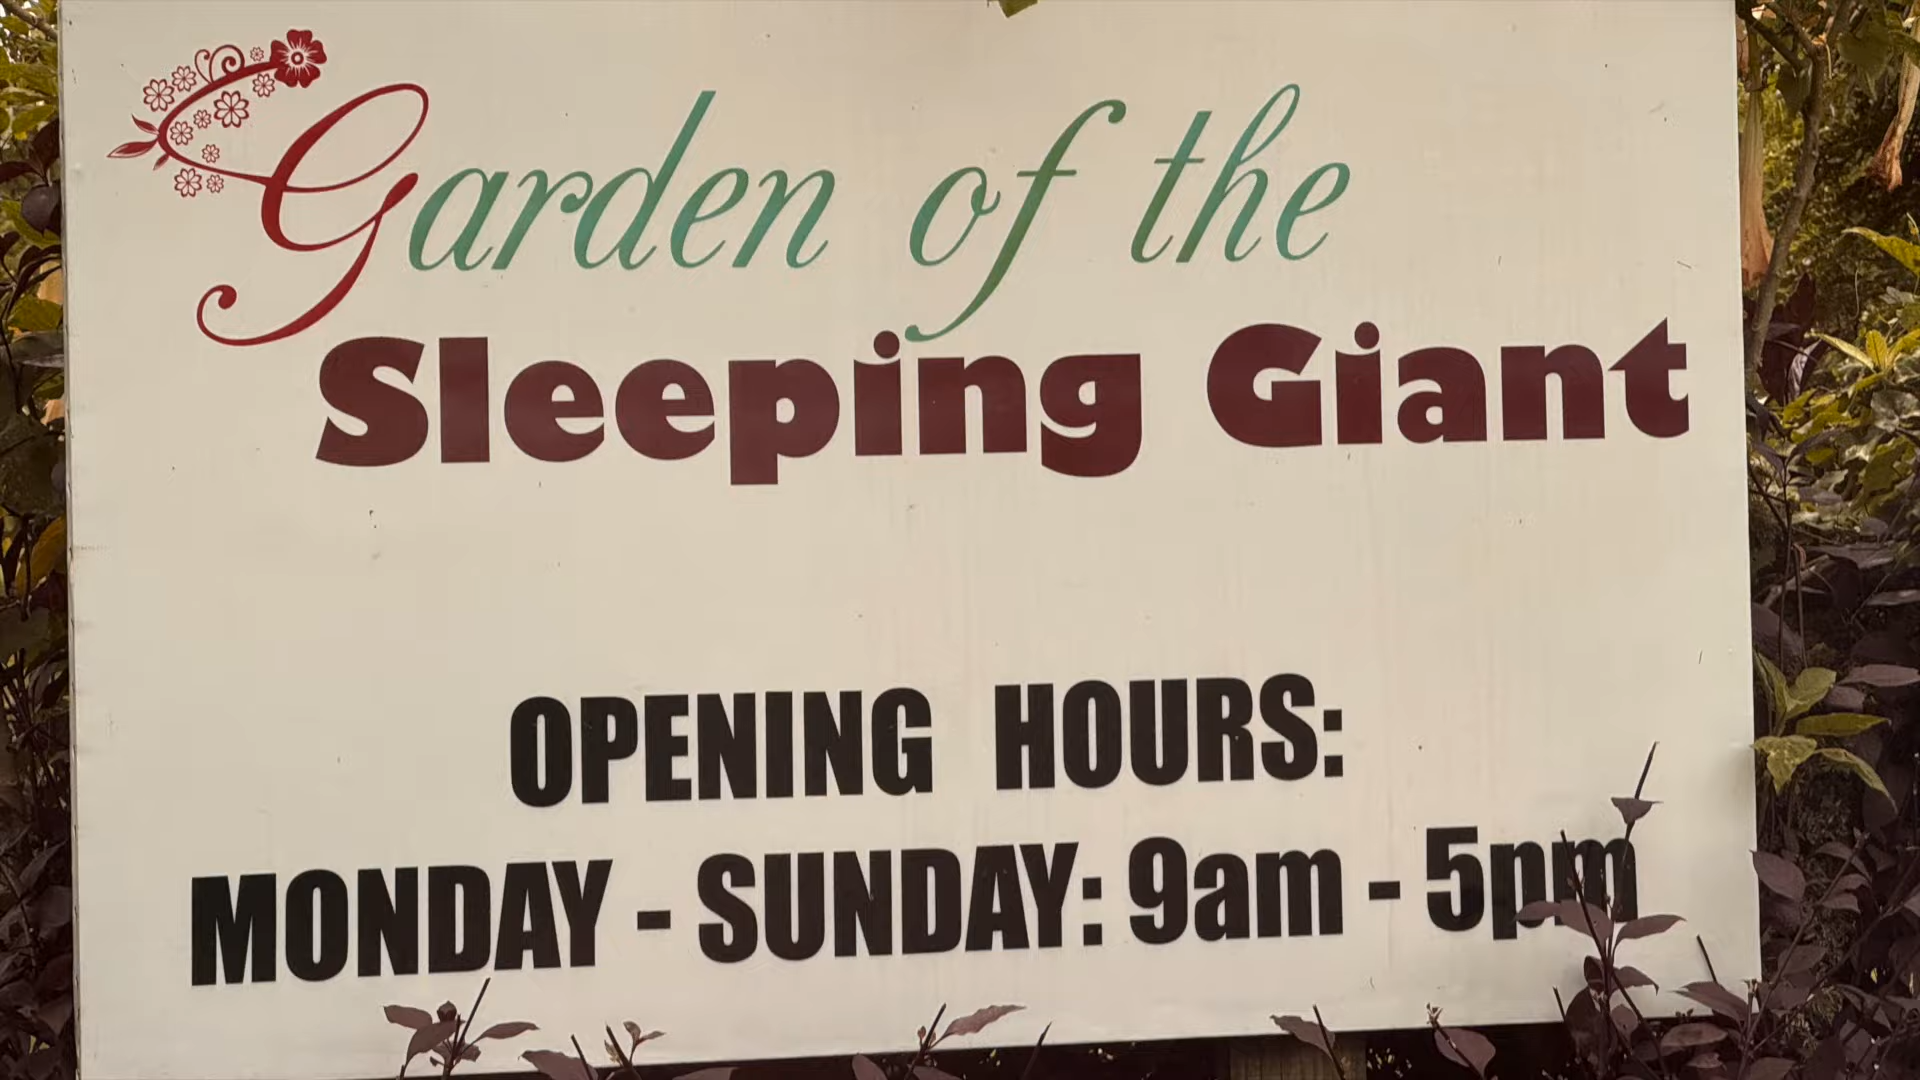 Garden of the
Sleeping Giant
OPENING HOURS:
MONDAY - SUNDAY: 9am - 5pm